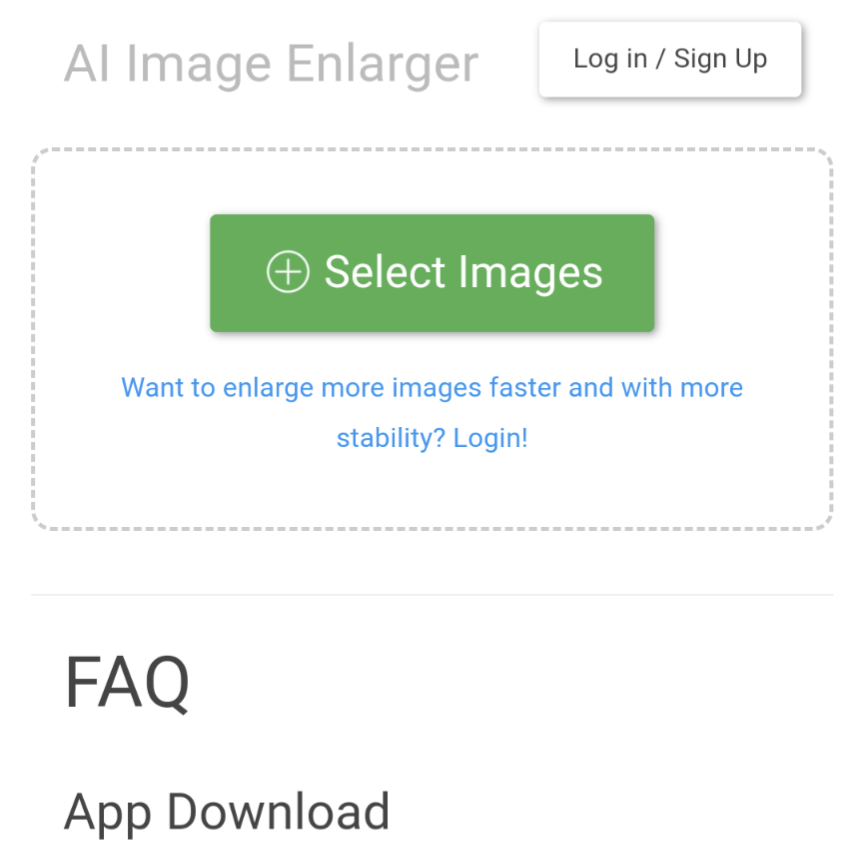 AI Image Enlarger
Log in / Sign Up
Select Images
Want to enlarge more images faster and with more
stability? Login!
FAQ
App Download